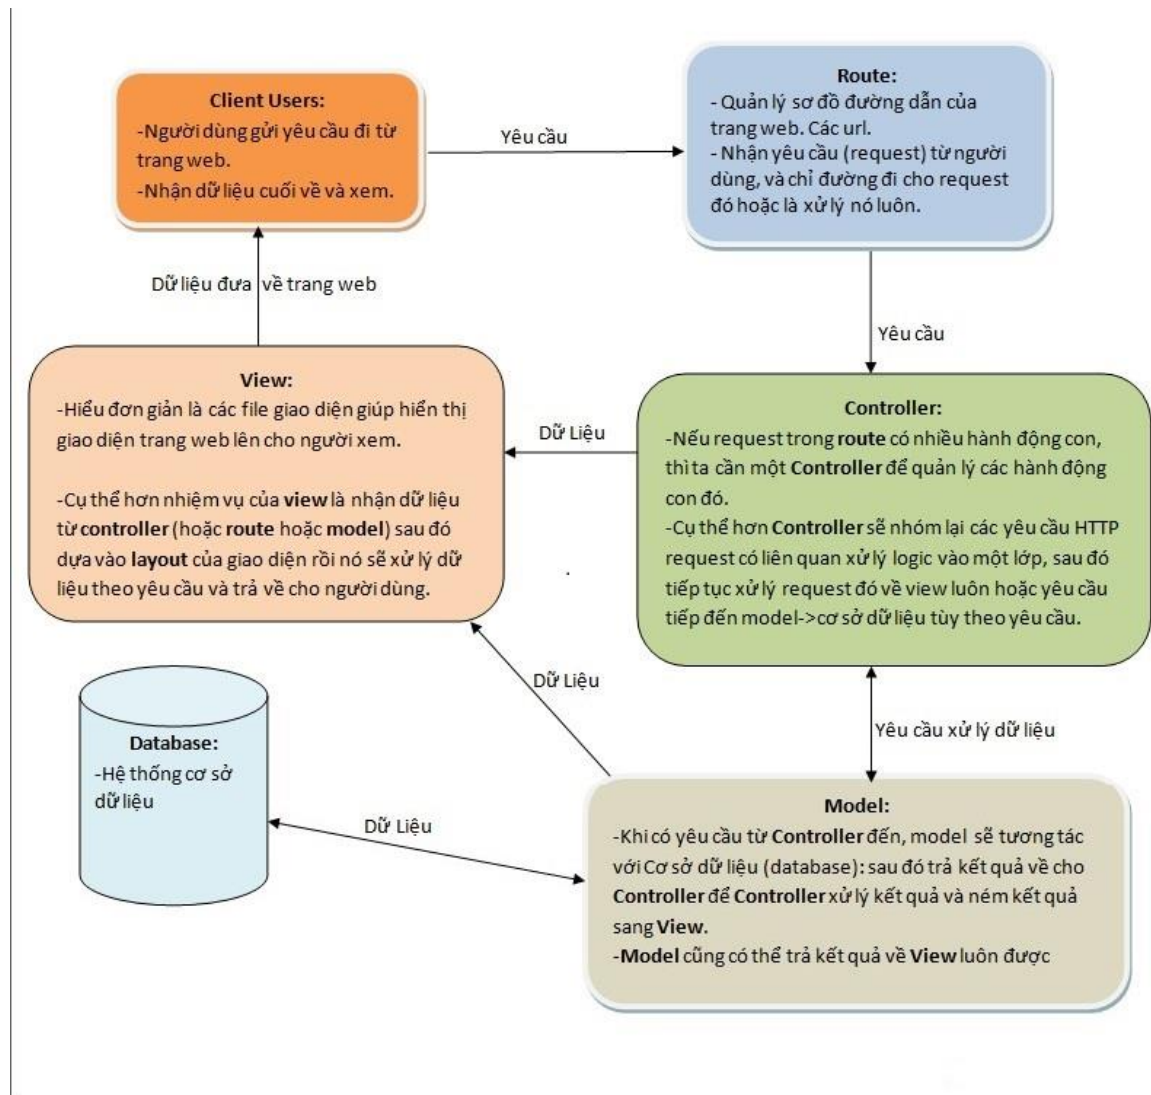 Client Users:
-Người dùng gửi yêu cầu đi từ
trang web.
-Nhận dữ liệu cuối về và xem.
Yêu cầu
Route:
- Quản lý sơ đồ đường dẫn của
trang web. Các url.
- Nhận yêu cầu (request) từ người
dùng, và chỉ đường đi cho request
đó hoặc là xử lý nó luôn.
Dữ liệu đưa về trang web
Yêu cầu
View:
-Hiểu đơn giản là các file giao diện giúp hiển thị
giao diện trang web lên cho người xem.
-Cụ thể hơn nhiệm vụ của view là nhận dữ liệu
từ controller (hoặc route hoặc model) sau đó
dựa vào layout của giao diện rồi nó sẽ xử lý dữ
liệu theo yêu cầu và trả về cho người dùng.
Dữ Liệu
Controller:
-Nếu request trong route có nhiều hành động con,
thì ta cần một Controller để quản lý các hành động
con đó.
-Cụ thể hơn Controller sẽ nhóm lại các yêu cầu HTTP
request có liên quan xử lý logic vào một lớp, sau đó
tiếp tục xử lý request đó về view luôn hoặc yêu cầu
tiếp đến model->cơ sở dữ liệu tùy theo yêu cầu.
Dữ Liệu
Yêu cầu xử lý dữ liệu
Database:
-Hệ thống cơ sở
dữ liệu
Dữ Liệu
Model:
-Khi có yêu cầu từ Controller đến, model sẽ tương tác
với Cơ sở dữ liệu (database): sau đó trả kết quả về cho
Controller để Controller xử lý kết quả và ném kết quả
sang View.
-Model cũng có thể trả kết quả về View luôn được